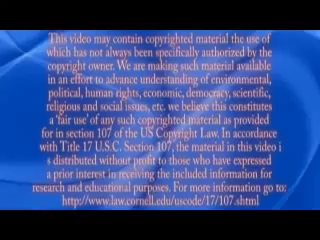 This video may contain copyrighted material the use of
which has not always been specifically authorized by the
copyright owner. We are making such material available
in an effort to advance understanding of environmental,
political, human rights, economic, democracy, scientific,
religious and social issues, etc. we believe this constitutes
a 'fair use' of any such copyrighted material as provided
for in section 107 of the US Copyright Law. In accordance
with Title 17 U.S.C. Section 107, the material in this video i
s distributed without profit to those who have expressed
a prior interest in receiving the included information for
research and educational purposes. For more information go to:
http://www.law.cornell.edu/uscode/17/107.shtml